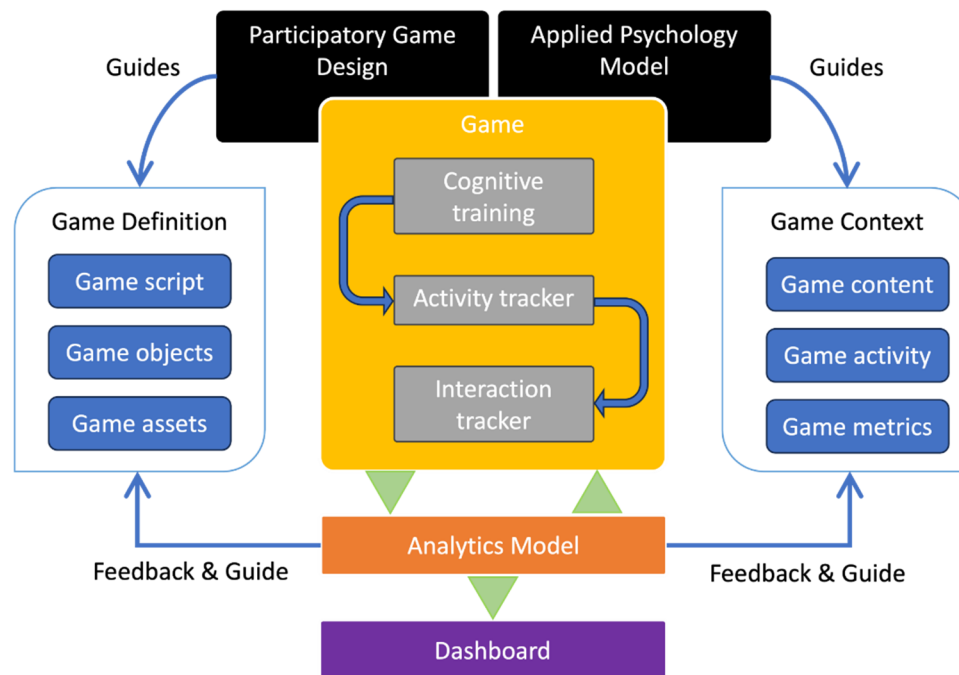 Participatory Game
Design
Applied Psychology
Model
Guides
Guides
Game
Cognitive
training
Activity tracker
Interaction
tracker
Game Definition
Game script
Game objects
Game assets
Game Context
Game content
Game activity
Game metrics
Analytics Model
Feedback & Guide
Feedback & Guide
Dashboard